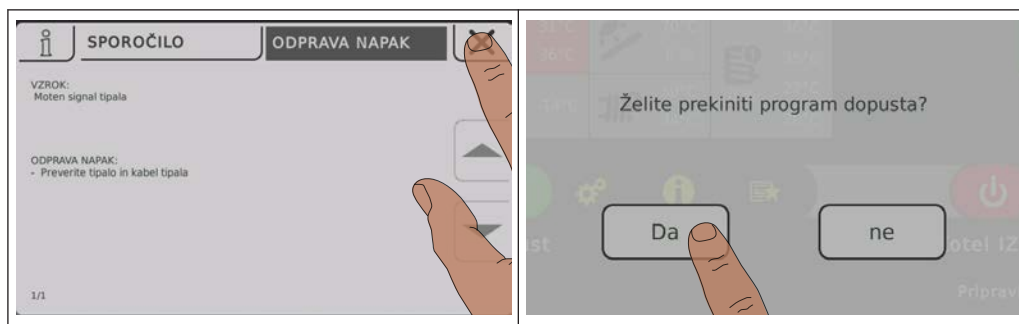 SPOROČILO
ODPRAVA NAPAK
VZROK:
Moten signal tipala
ODPRAVA NAPAK:
- Preverite tipalo in kabel tipala
1/1
Želite prekiniti program dopusta?
Da
ne